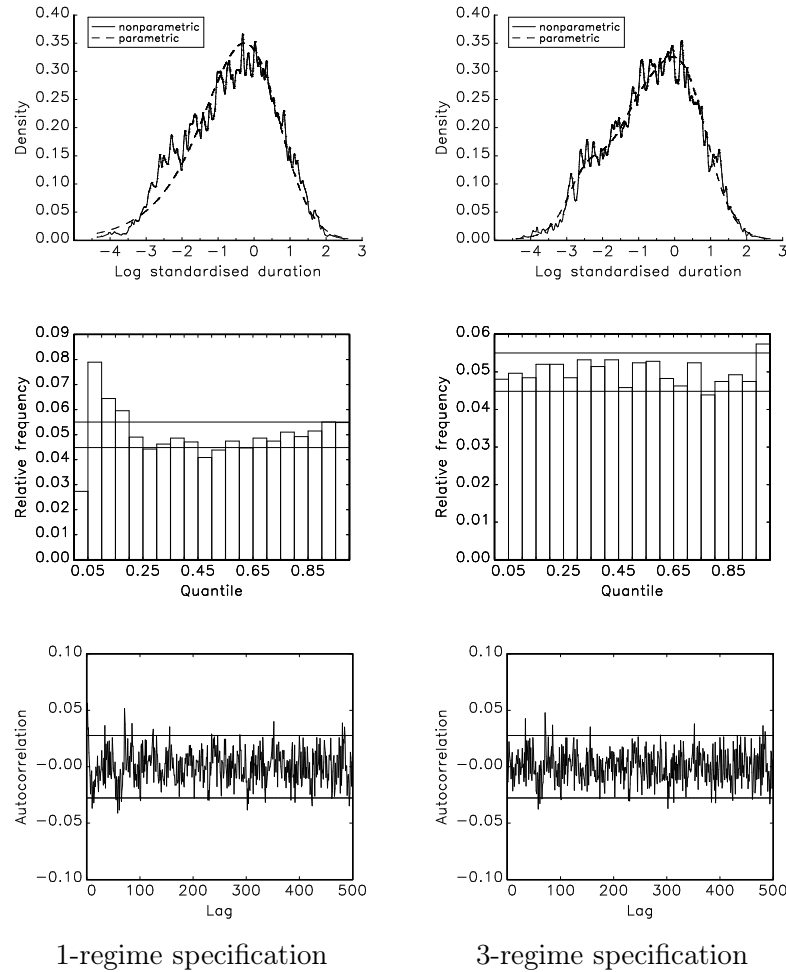 nonparametric
parametric
Density
0.40
0.35
0.30
0.25
0.20
0.15
0.10
0.05
0.00
−4 −3 −2 −1 0 1 2 3
Log standardised duration
nonparametric
parametric
Density
0.40
0.35
0.30
0.25
0.20
0.15
0.10
0.05
0.00
−4 −3 −2 −1 0 1 2 3
Log standardised duration
Relative frequency
0.09
0.08
0.07
0.06
0.05
0.04
0.03
0.02
0.01
0.00
0.05 0.25 0.45 0.65 0.85
Quantile
Relative frequency
0.06
0.05
0.04
0.03
0.02
0.01
0.00
0.05 0.25 0.45 0.65 0.85
Quantile
Autocorrelation
0.10
0.05
−0.00
−0.05
−0.10
0 100 200 300 400 500
Lag
Autocorrelation
0.10
0.05
−0.00
−0.05
−0.10
0 100 200 300 400 500
Lag
1-regime specification
3-regime specification